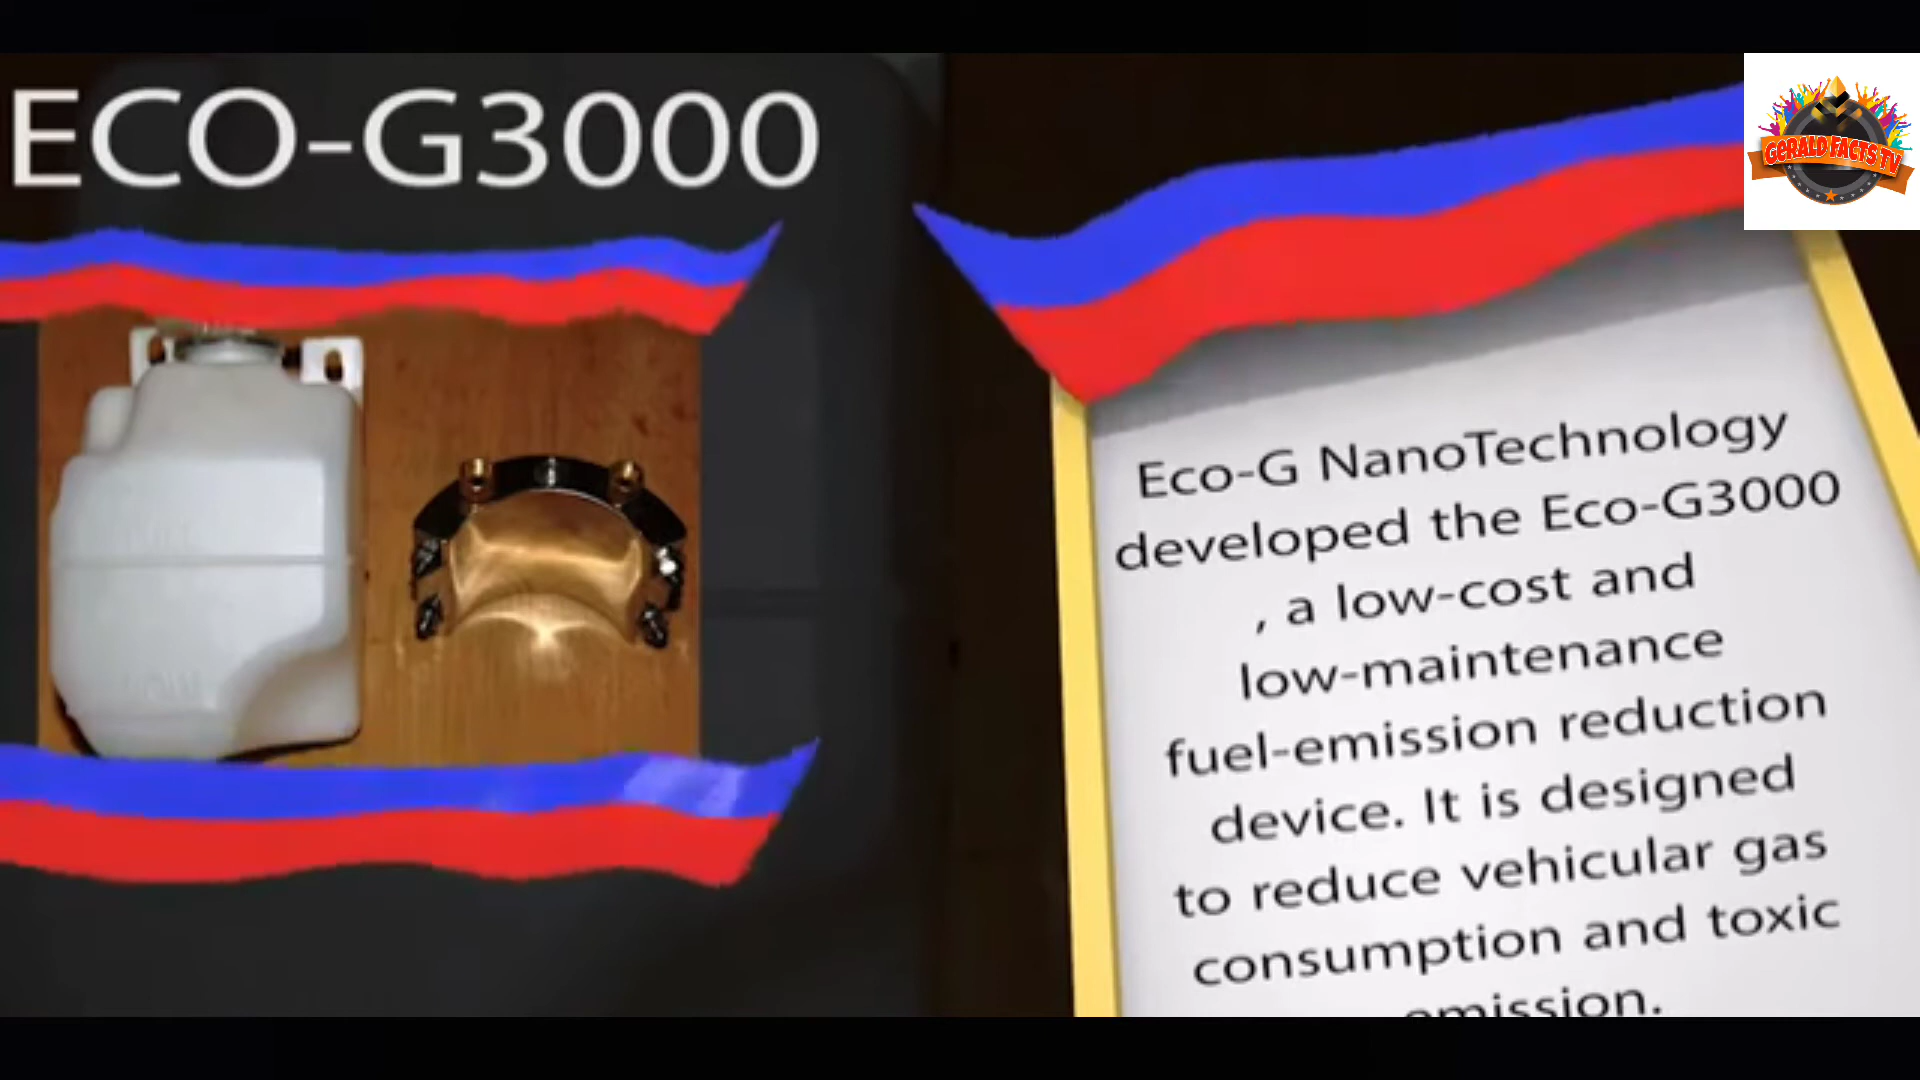 ECO-G3000
GERALD FACTS TV
Eco-G NanoTechnology
developed the Eco-G3000
, a low-cost and
low-maintenance
fuel-emission reduction
device. It is designed
to reduce vehicular gas
consumption and toxic
emission.